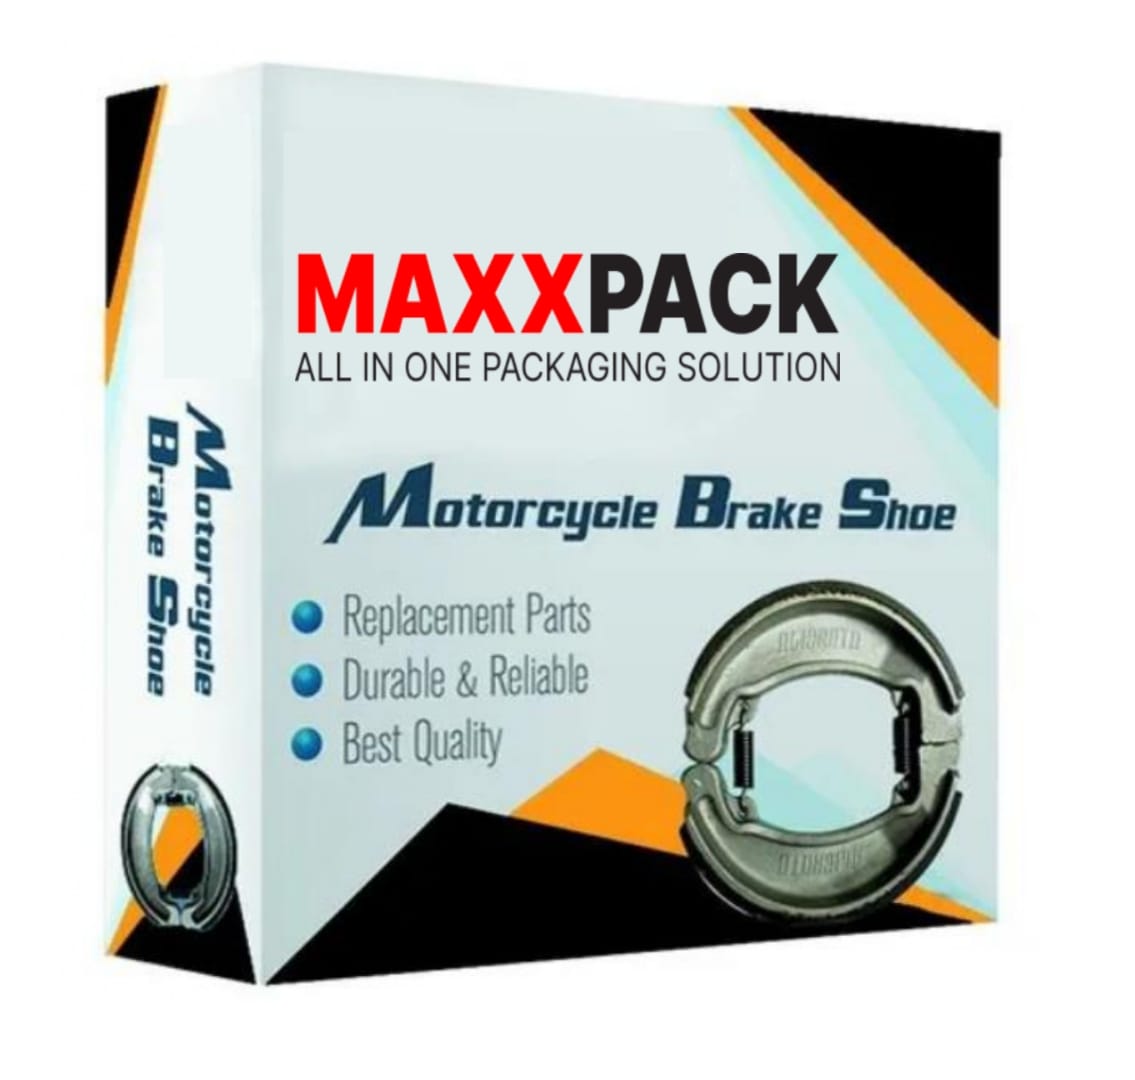 MAXXPACK
ALL IN ONE PACKAGING SOLUTION
Motorcycle Brake Shoe
Replacement Parts
Durable & Reliable
Best Quality
Motorcycle
Brake Shoe